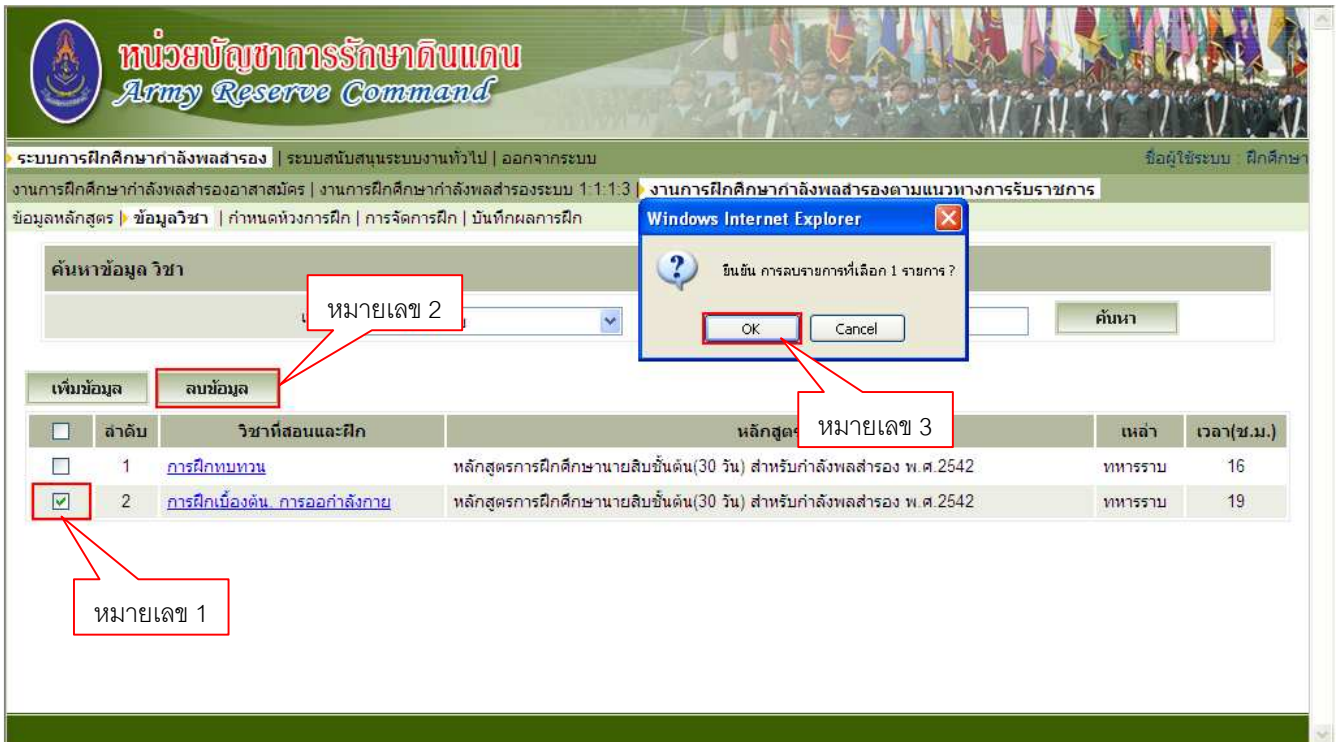 หน่วยบัญชาการรักษาดินแดน
Army Reserve Command
ระบบการฝึกศึกษากำลังพลสำรอง | ระบบสนับสนุนระบบงานทั่วไป | ออกจากระบบ
ชื่อผู้ใช้ระบบ : ฝึกศึกษา
งานการฝึกศึกษากำลังพลสำรองอาสาสมัคร | งานการฝึกศึกษากำลังพลสำรองระบบ 1:1:1:3 | งานการฝึกศึกษากำลังพลสำรองตามแนวทางการรับราชการ
ข้อมูลหลักสูตร | ข้อมูลวิชา | กำหนดห้วงการฝึก | การจัดการฝึก | บันทึกผลการฝึก
Windows Internet Explorer
ยืนยัน การลบรายการที่เลือก 1 รายการ ?
OK Cancel
ค้นหาข้อมูล วิชา
หมายเลข 2
ค้นหา
เพิ่มข้อมูล ลบข้อมูล
หมายเลข 3
ลำดับ วิชาที่สอนและฝึก หลักสูตร เหล่า เวลา(ช.ม.)
1 การฝึกทบทวน หลักสูตรการฝึกศึกษานายสิบชั้นต้น(30 วัน) สำหรับกำลังพลสำรอง พ.ศ.2542 ทหารราบ 16
2 การฝึกเบื้องต้น. การออกกำลังกาย หลักสูตรการฝึกศึกษานายสิบชั้นต้น(30 วัน) สำหรับกำลังพลสำรอง พ.ศ.2542 ทหารราบ 19
หมายเลข 1